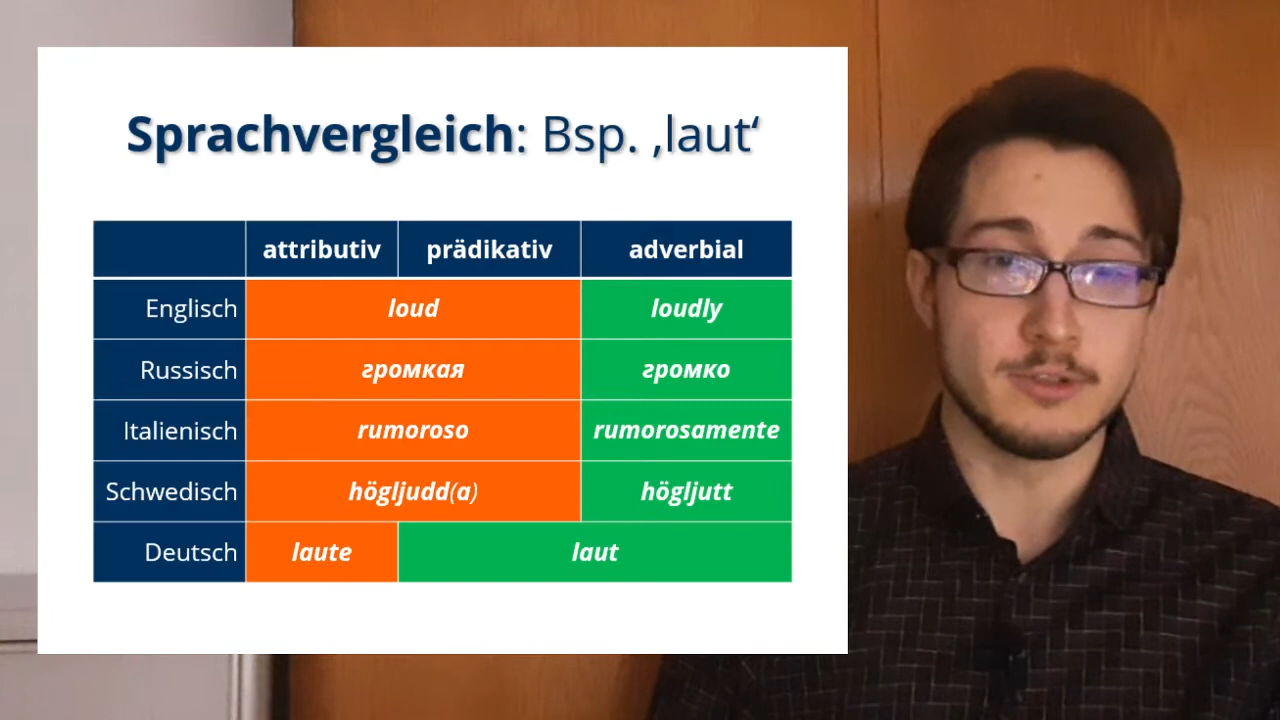 Sprachvergleich: Bsp. ‚laut‘
attributiv prädikativ adverbial
Englisch loud loudly
Russisch громкая громко
Italienisch rumoroso rumorosamente
Schwedisch högljudd(a) högljutt
Deutsch laute laut